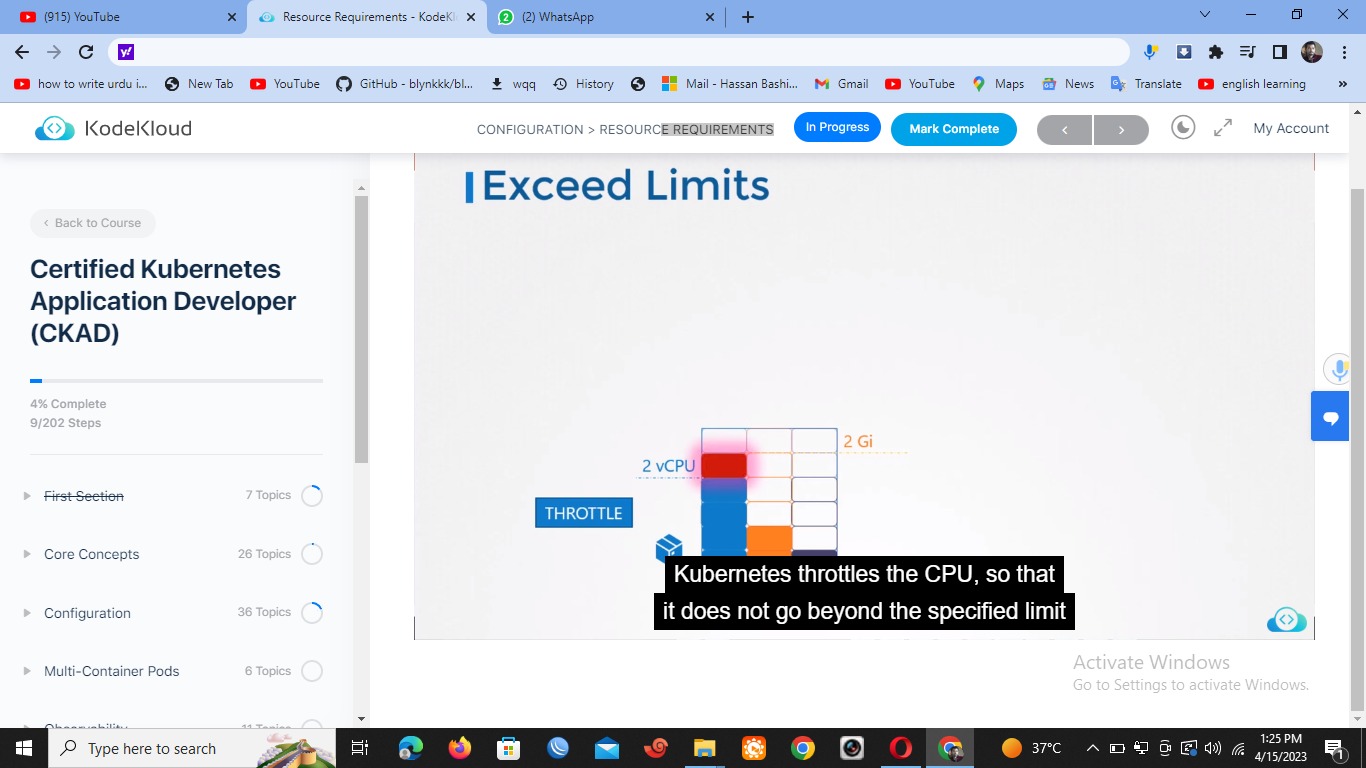 (915) YouTube
Resource Requirements - KodeKl
(2) WhatsApp
how to write urdu i...
New Tab
YouTube
GitHub - blynkkk/bl...
wqq
History
Mail - Hassan Bashi...
Gmail
YouTube
Maps
News
Translate
english learning
»
KodeKloud
CONFIGURATION > RESOURCE REQUIREMENTS
In Progress
Mark Complete
My Account
Back to Course
Certified Kubernetes
Application Developer
(CKAD)
4% Complete
9/202 Steps
First Section
7 Topics
Core Concepts
26 Topics
Configuration
36 Topics
Multi-Container Pods
6 Topics
Observability
11 Topics
Exceed Limits
2 Gi
2 vCPU
THROTTLE
Kubernetes throttles the CPU, so that
it does not go beyond the specified limit
Activate Windows
Go to Settings to activate Windows.
Type here to search
37°C
1:25 PM
4/15/2023
1